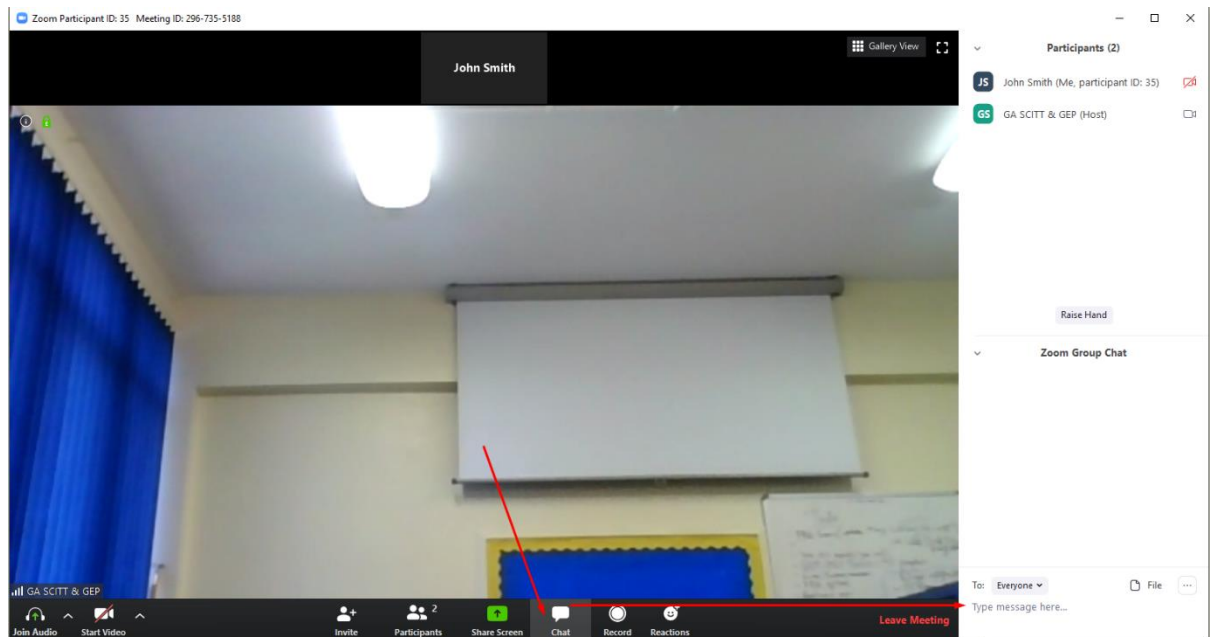 Zoom Participant ID: 35 Meeting ID: 296-735-5188
John Smith
Gallery View
GA SCITT & GEP
Join Audio
Start Video
Invite
Participants
2
Share Screen
Chat
Record
Reactions
Leave Meeting
Participants (2)
JS John Smith (Me, participant ID: 35)
GS GA SCITT & GEP (Host)
Raise Hand
Zoom Group Chat
To: Everyone File
Type message here...